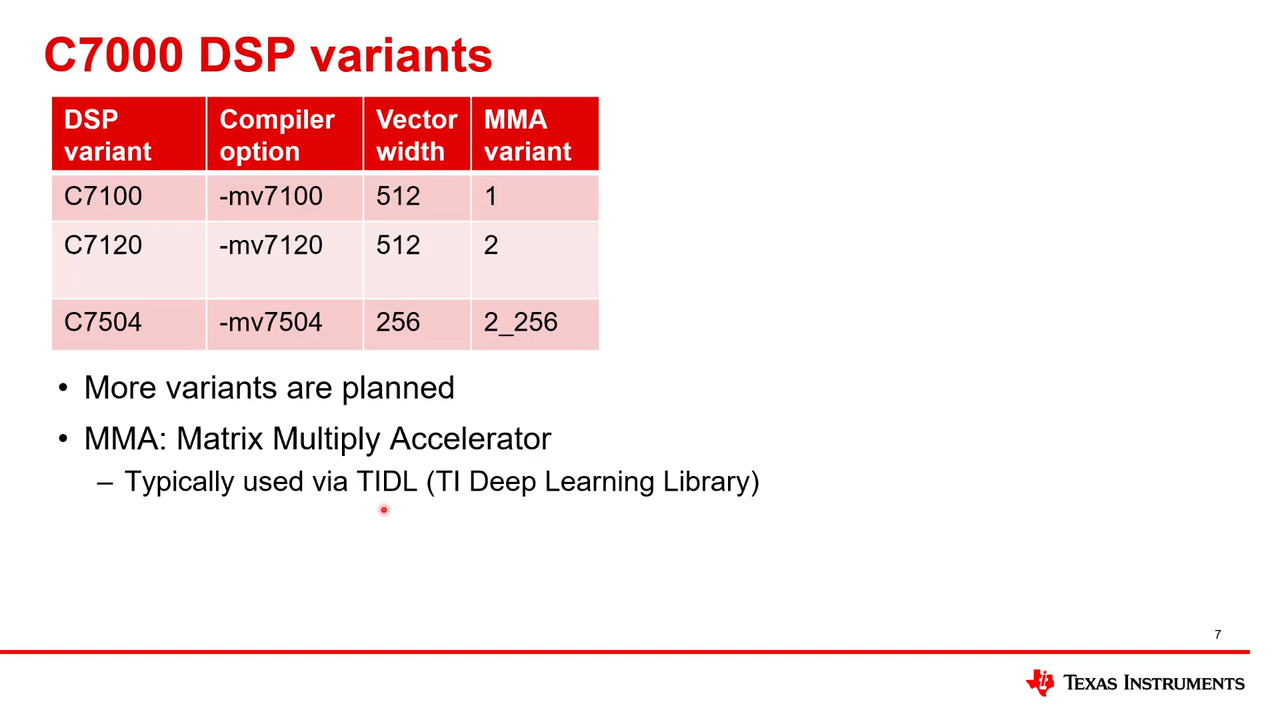 C7000 DSP variants
DSP variant | Compiler option | Vector width | MMA variant
C7100 | -mv7100 | 512 | 1
C7120 | -mv7120 | 512 | 2
C7504 | -mv7504 | 256 | 2_256
• More variants are planned
• MMA: Matrix Multiply Accelerator
– Typically used via TIDL (TI Deep Learning Library)
7
TEXAS INSTRUMENTS